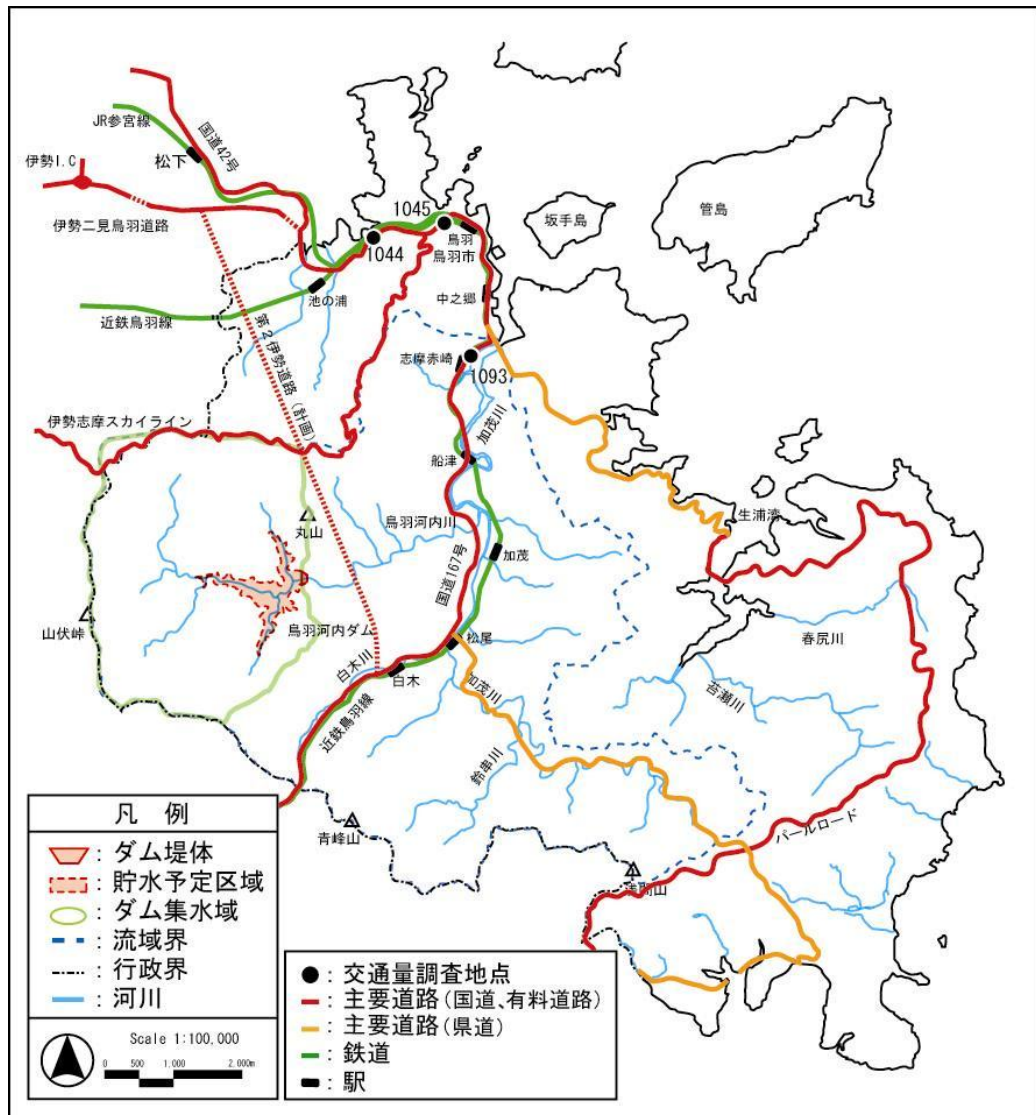 JR参宮線
国道42号
松下
伊勢I.C
伊勢二見鳥羽道路
1045
1044
鳥羽
鳥羽市
坂手島
管島
池の浦
中之郷
近鉄鳥羽線
第2伊勢道路(計画)
志摩赤崎
1093
加茂川
伊勢志摩スカイライン
船津
生浦湾
丸山
鳥羽河内川
国道167号
加茂
山伏峠
鳥羽河内ダム
松尾
春尻川
白木川
白木
加茂川
苔瀬川
近鉄鳥羽線
鈴串川
青峰山
パールロード
浅間山
凡 例
:ダム堤体
:貯水予定区域
:ダム集水域
:流域界
:行政界
:河川
Scale 1:100,000
0 500 1,000 2,000m
:交通量調査地点
:主要道路(国道、有料道路)
:主要道路(県道)
:鉄道
:駅